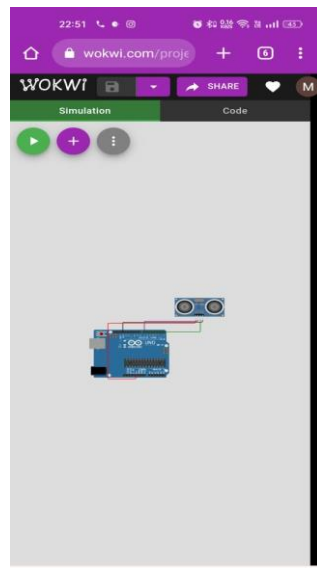 22:51
6
wokwi.com/proje
WOKWI
SHARE
M
Simulation
Code
UNO